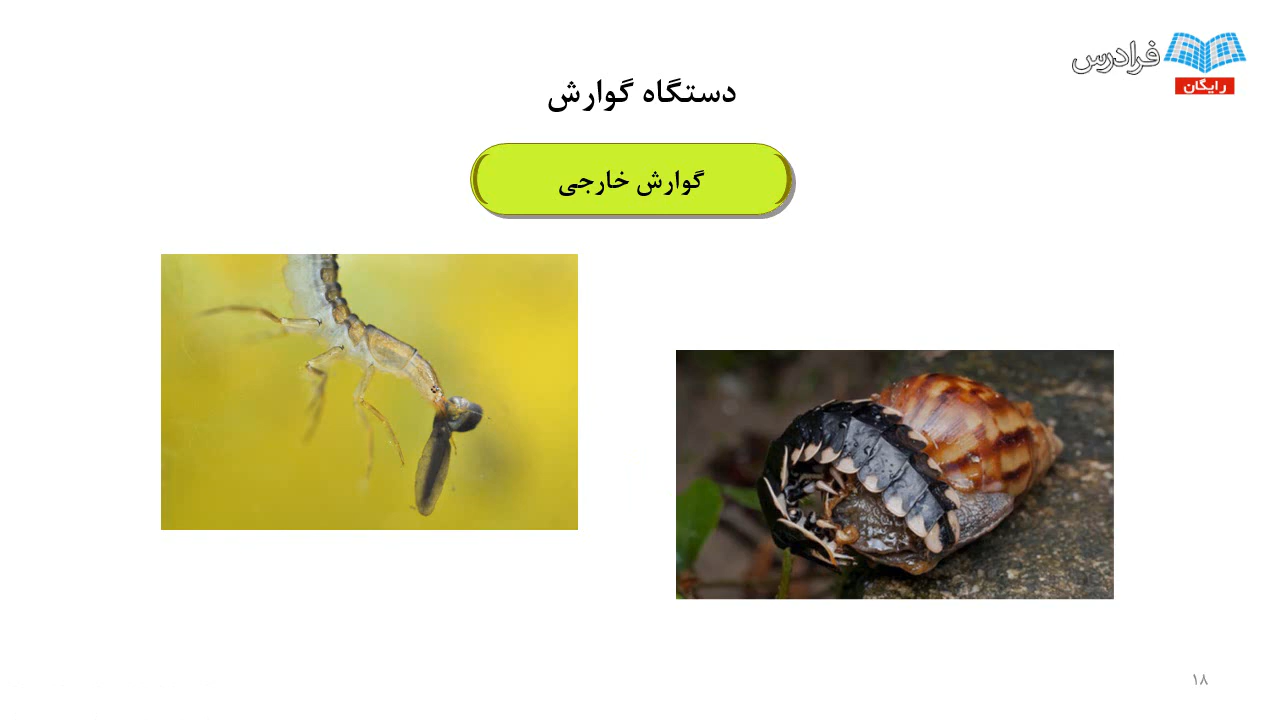 فرادرس
رایگان
دستگاه گوارش
گوارش خارجی
۱۸